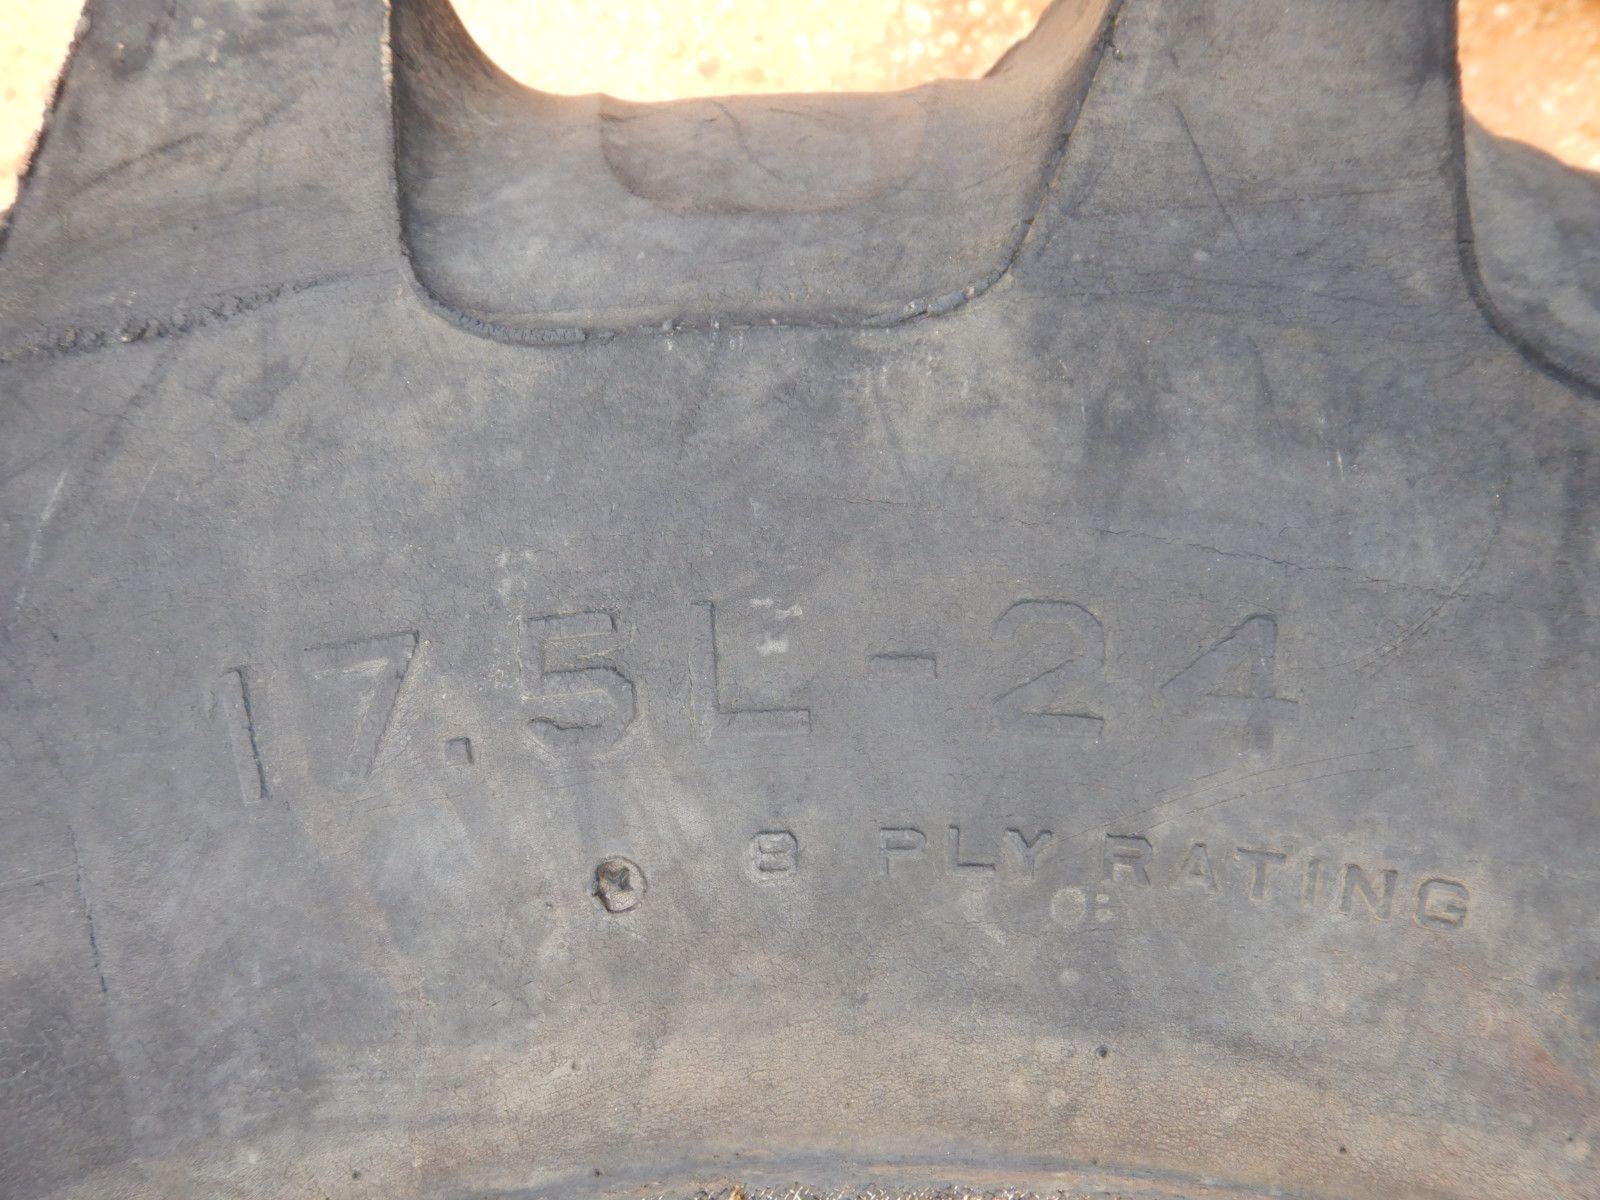 17.5L-24
8 PLY RATING
M